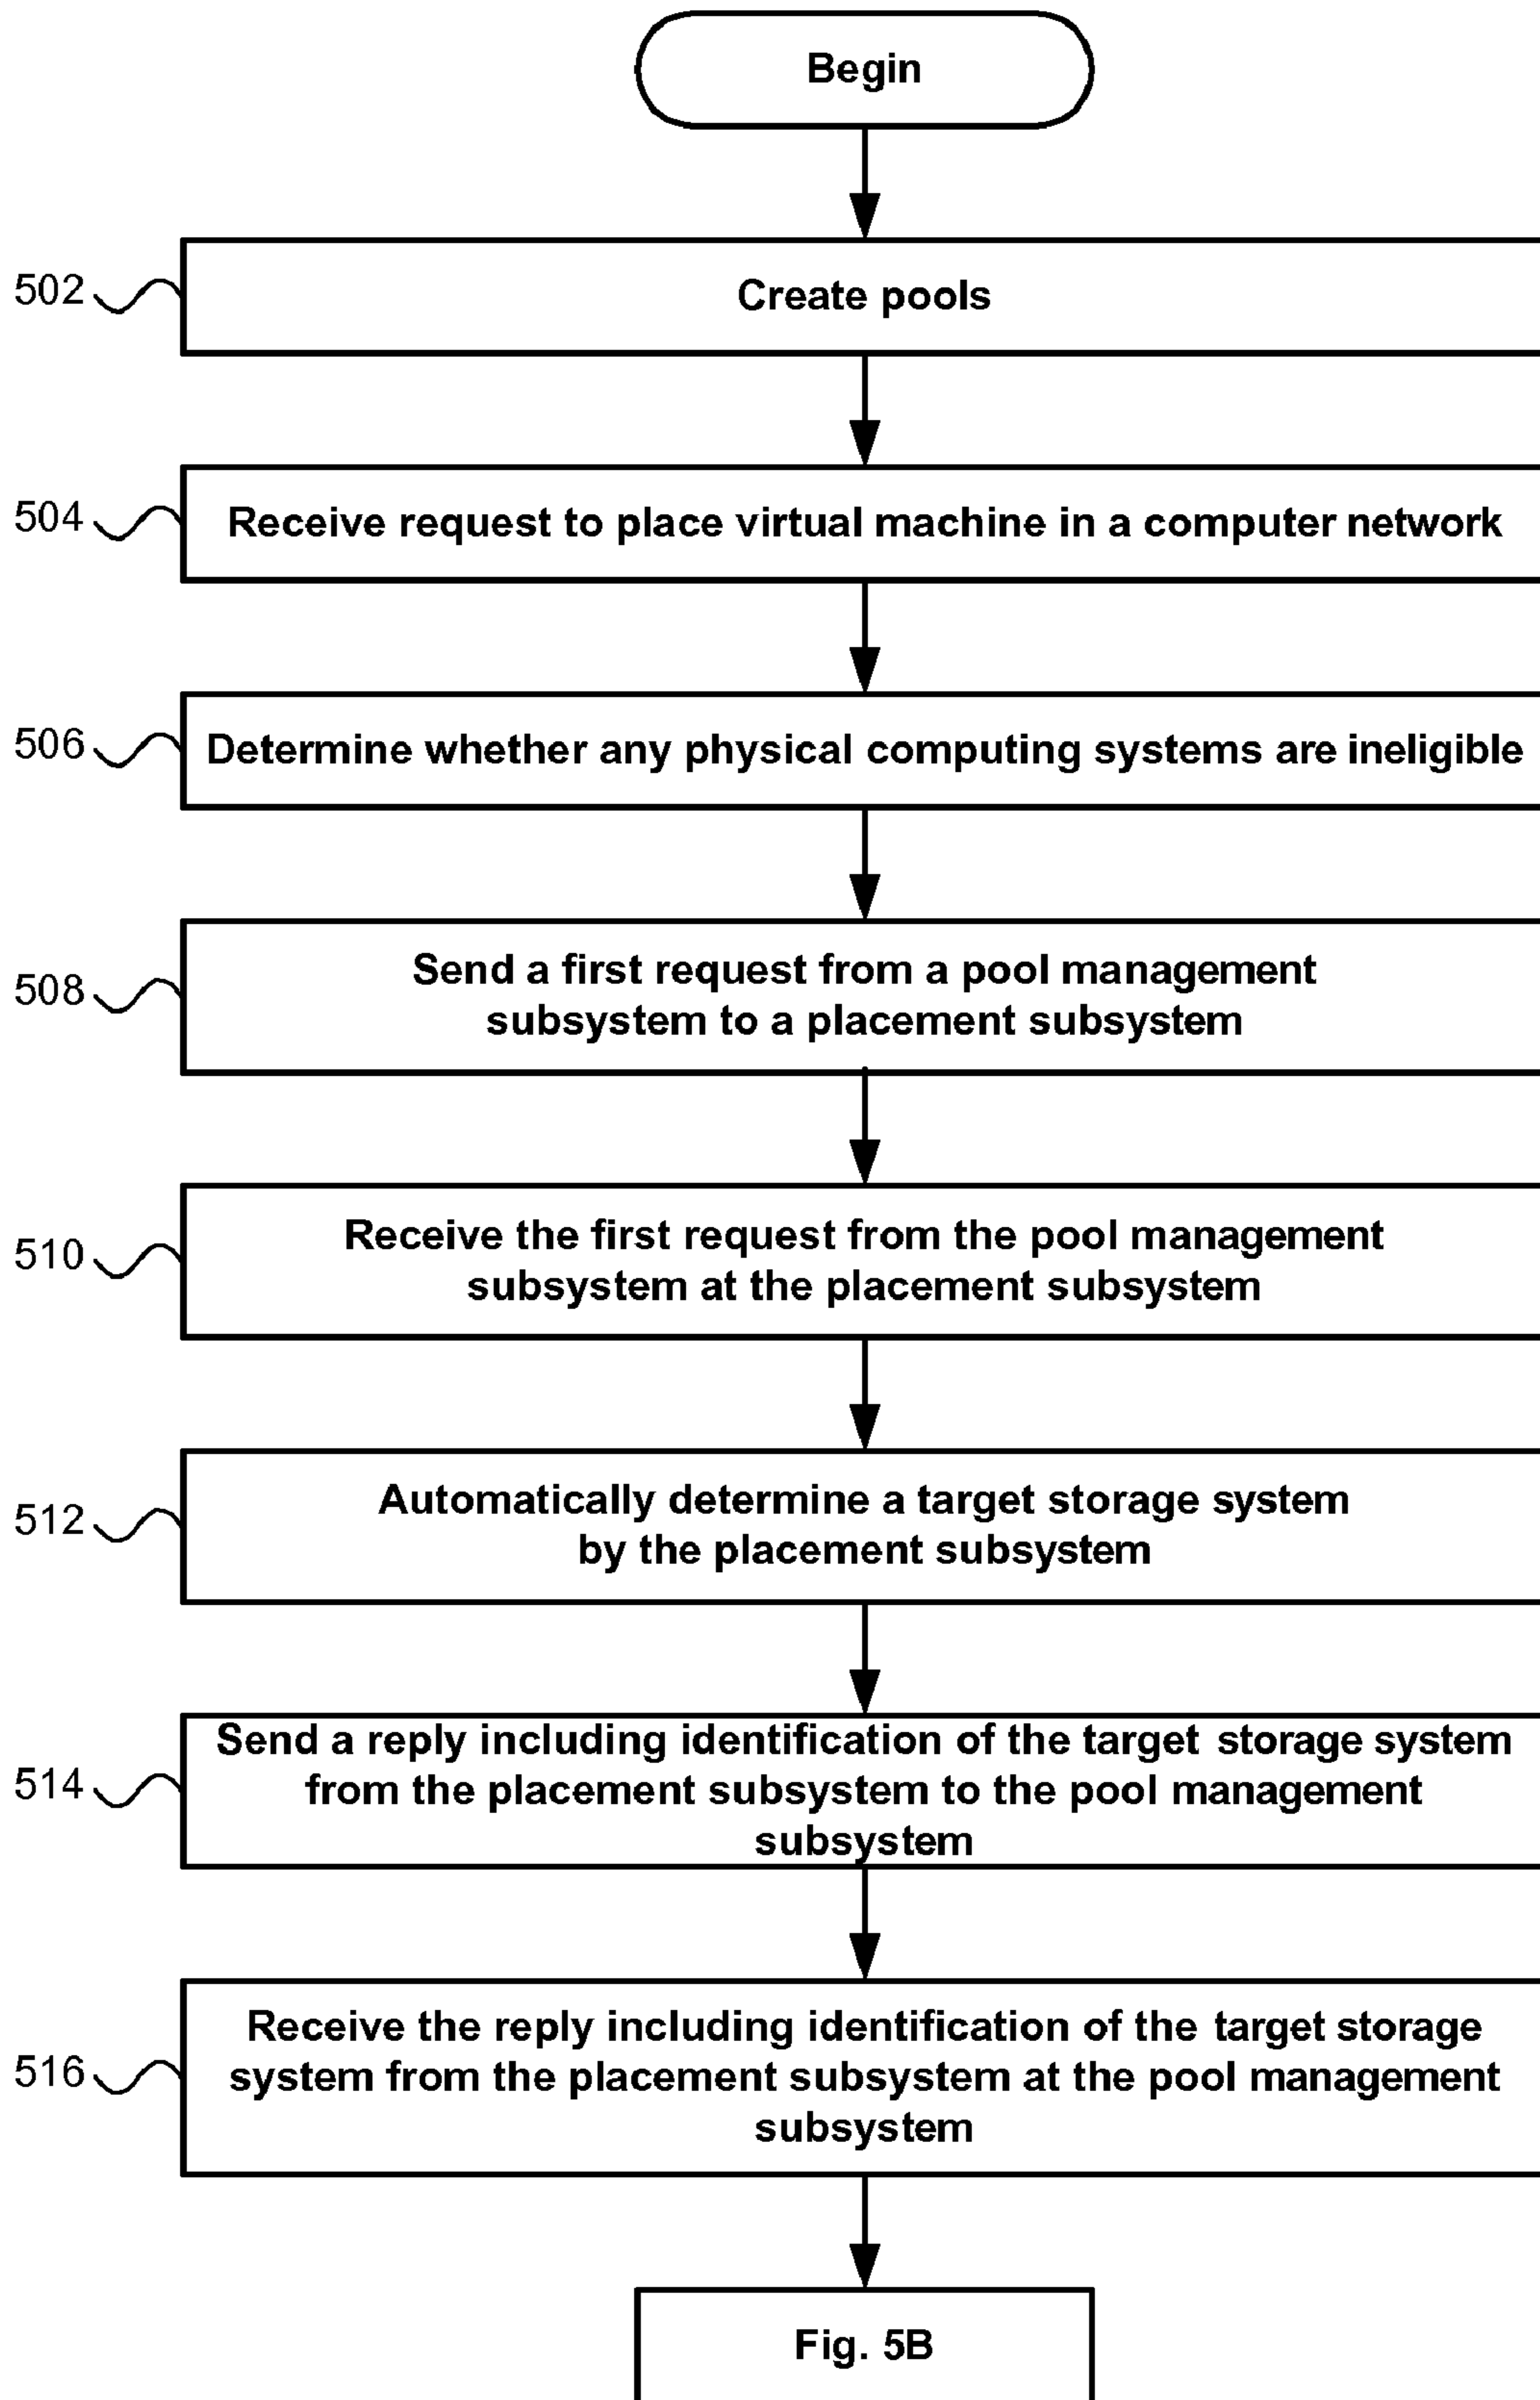 Begin
502
Create pools
504
Receive request to place virtual machine in a computer network
506
Determine whether any physical computing systems are ineligible
508
Send a first request from a pool management
subsystem to a placement subsystem
510
Receive the first request from the pool management
subsystem at the placement subsystem
512
Automatically determine a target storage system
by the placement subsystem
514
Send a reply including identification of the target storage system
from the placement subsystem to the pool management
subsystem
516
Receive the reply including identification of the target storage
system from the placement subsystem at the pool management
subsystem
Fig. 5B